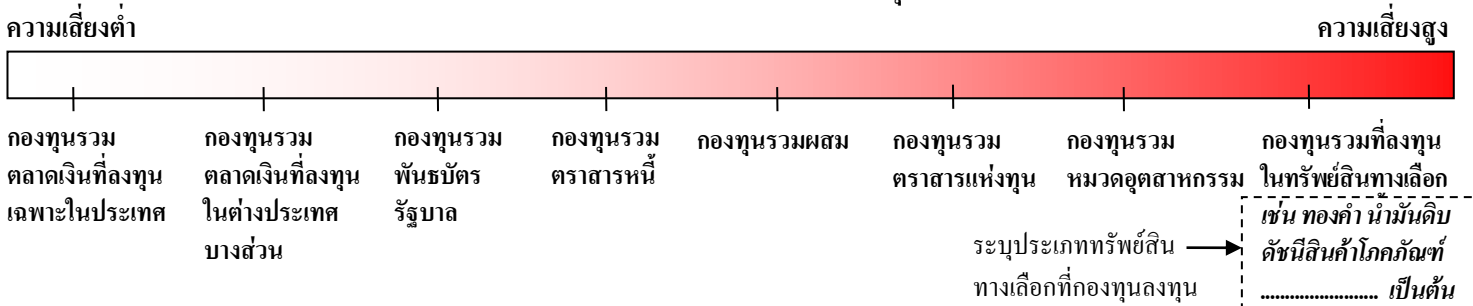 ความเสี่ยงต่ำ
ความเสี่ยงสูง
กองทุนรวม
ตลาดเงินที่ลงทุน
เฉพาะในประเทศ
กองทุนรวม
ตลาดเงินที่ลงทุน
ในต่างประเทศ
บางส่วน
กองทุนรวม
พันธบัตร
รัฐบาล
กองทุนรวม
ตราสารหนี้
กองทุนรวมผสม
กองทุนรวม
ตราสารแห่งทุน
กองทุนรวม
หมวดอุตสาหกรรม
กองทุนรวมที่ลงทุน
ในทรัพย์สินทางเลือก
เช่น ทองคำ น้ำมันดิบ
ดัชนีสินค้าโภคภัณฑ์
............................ เป็นต้น
ระบุประเภททรัพย์สิน
ทางเลือกที่กองทุนลงทุน